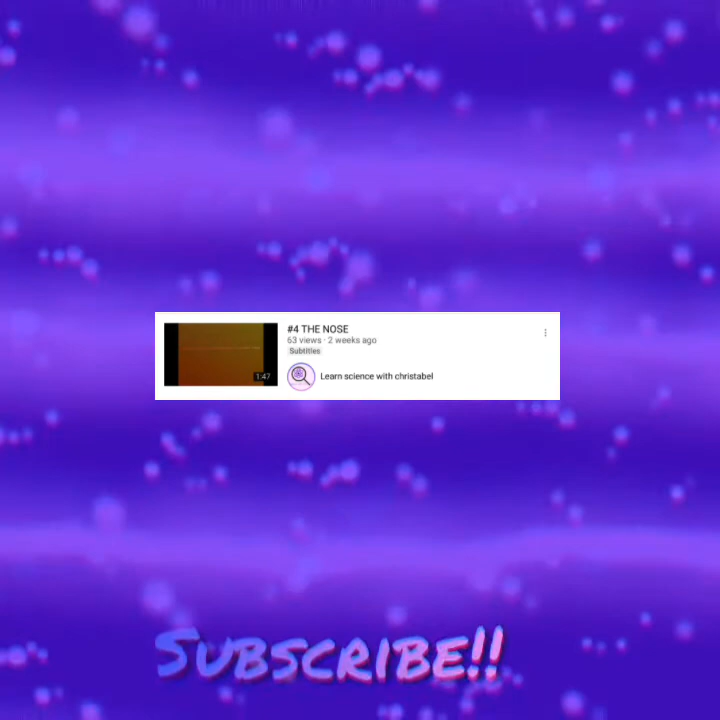 #4 THE NOSE
63 views · 2 weeks ago
Subtitles
1:47
Learn science with christabel
SUBSCRIBE!!